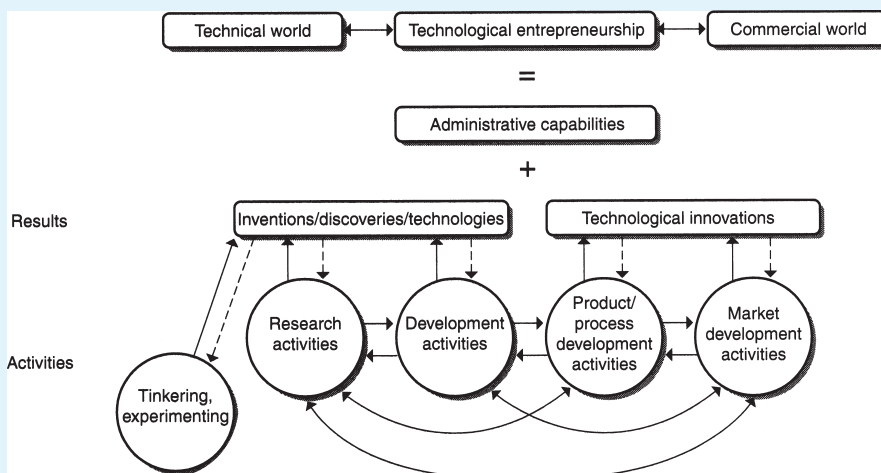 Technical world
Technological entrepreneurship
Commercial world
=
Administrative capabilities
+
Results
Inventions/discoveries/technologies
Technological innovations
Activities
Tinkering,
experimenting
Research
activities
Development
activities
Product/
process
development
activities
Market
development
activities